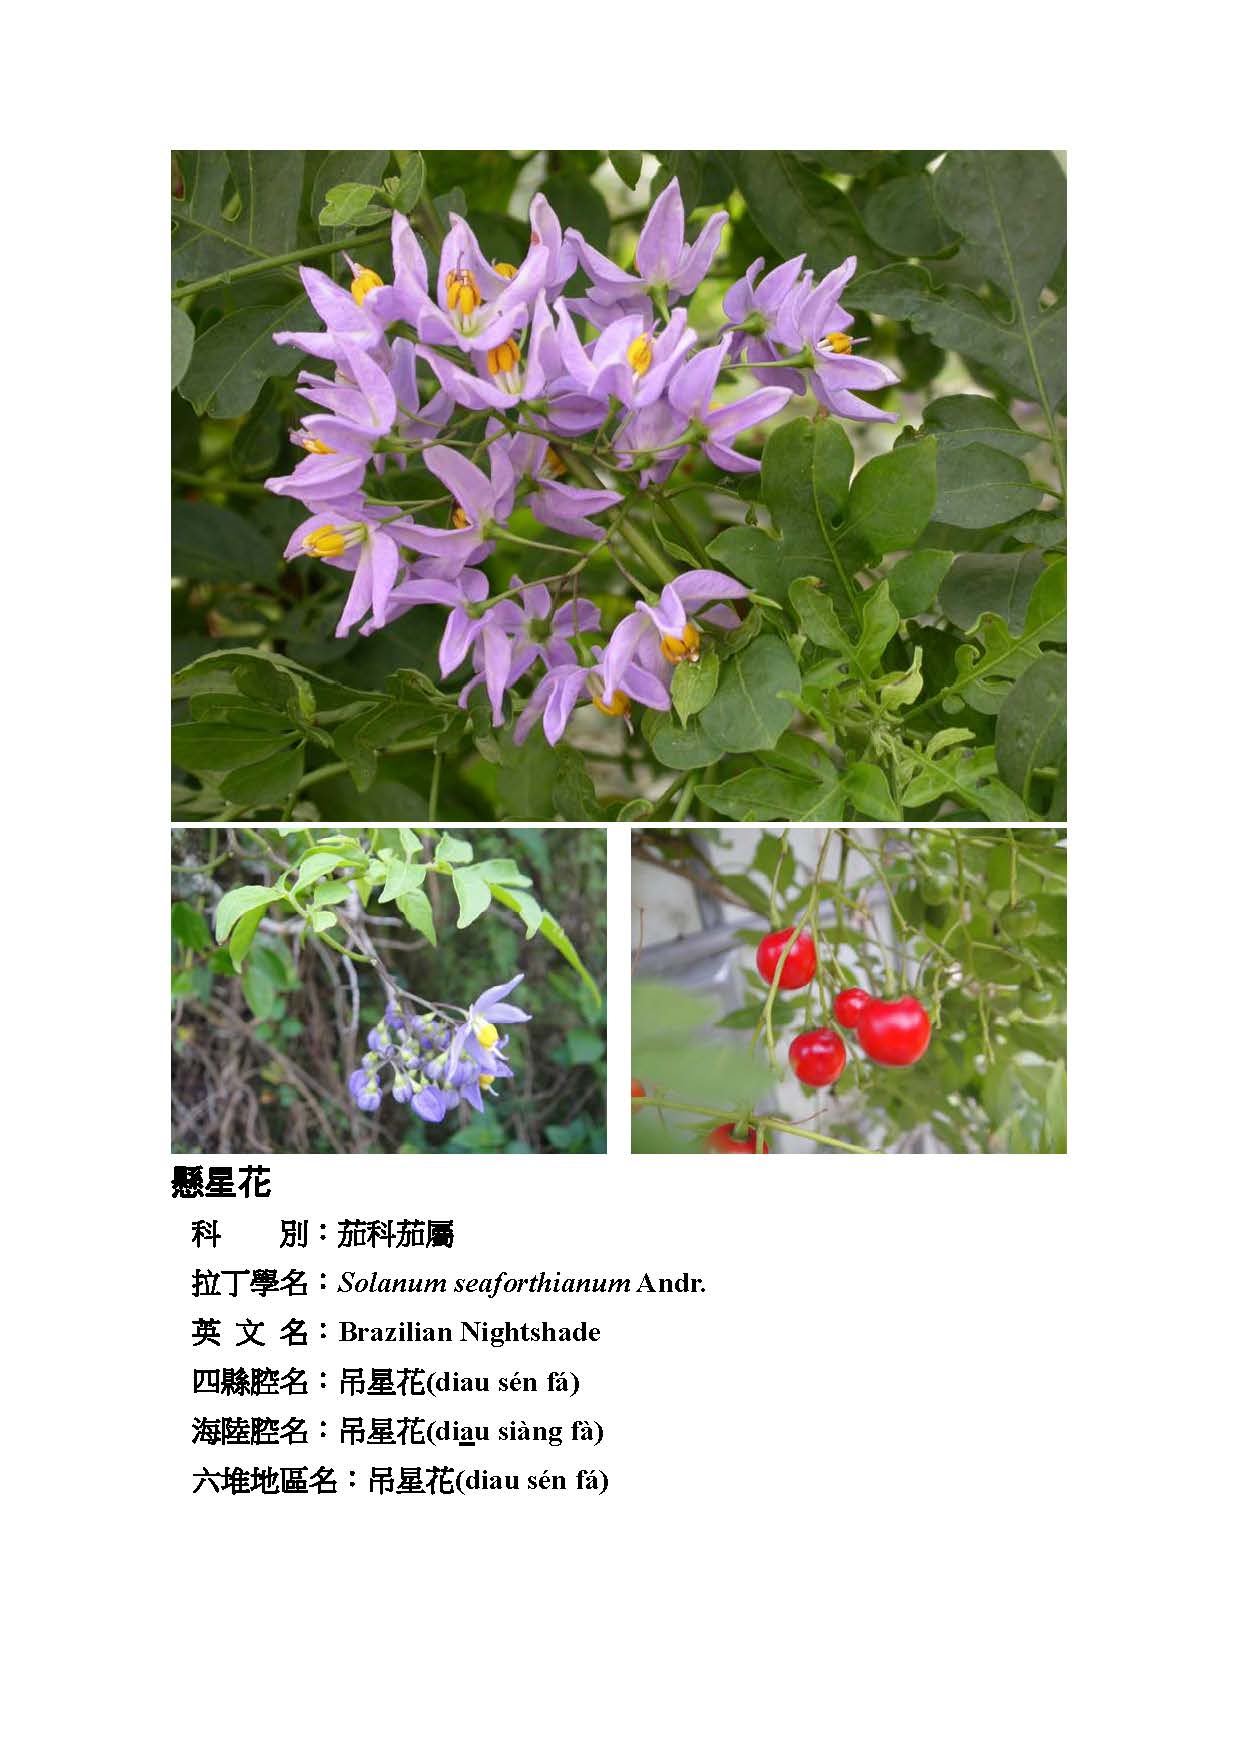 懸星花
科　　別：茄科茄屬
拉丁學名：Solanum seaforthianum Andr.
英 文 名：Brazilian Nightshade
四縣腔名：吊星花(diau sén fá)
海陸腔名：吊星花(diau siàng fà)
六堆地區名：吊星花(diau sén fá)